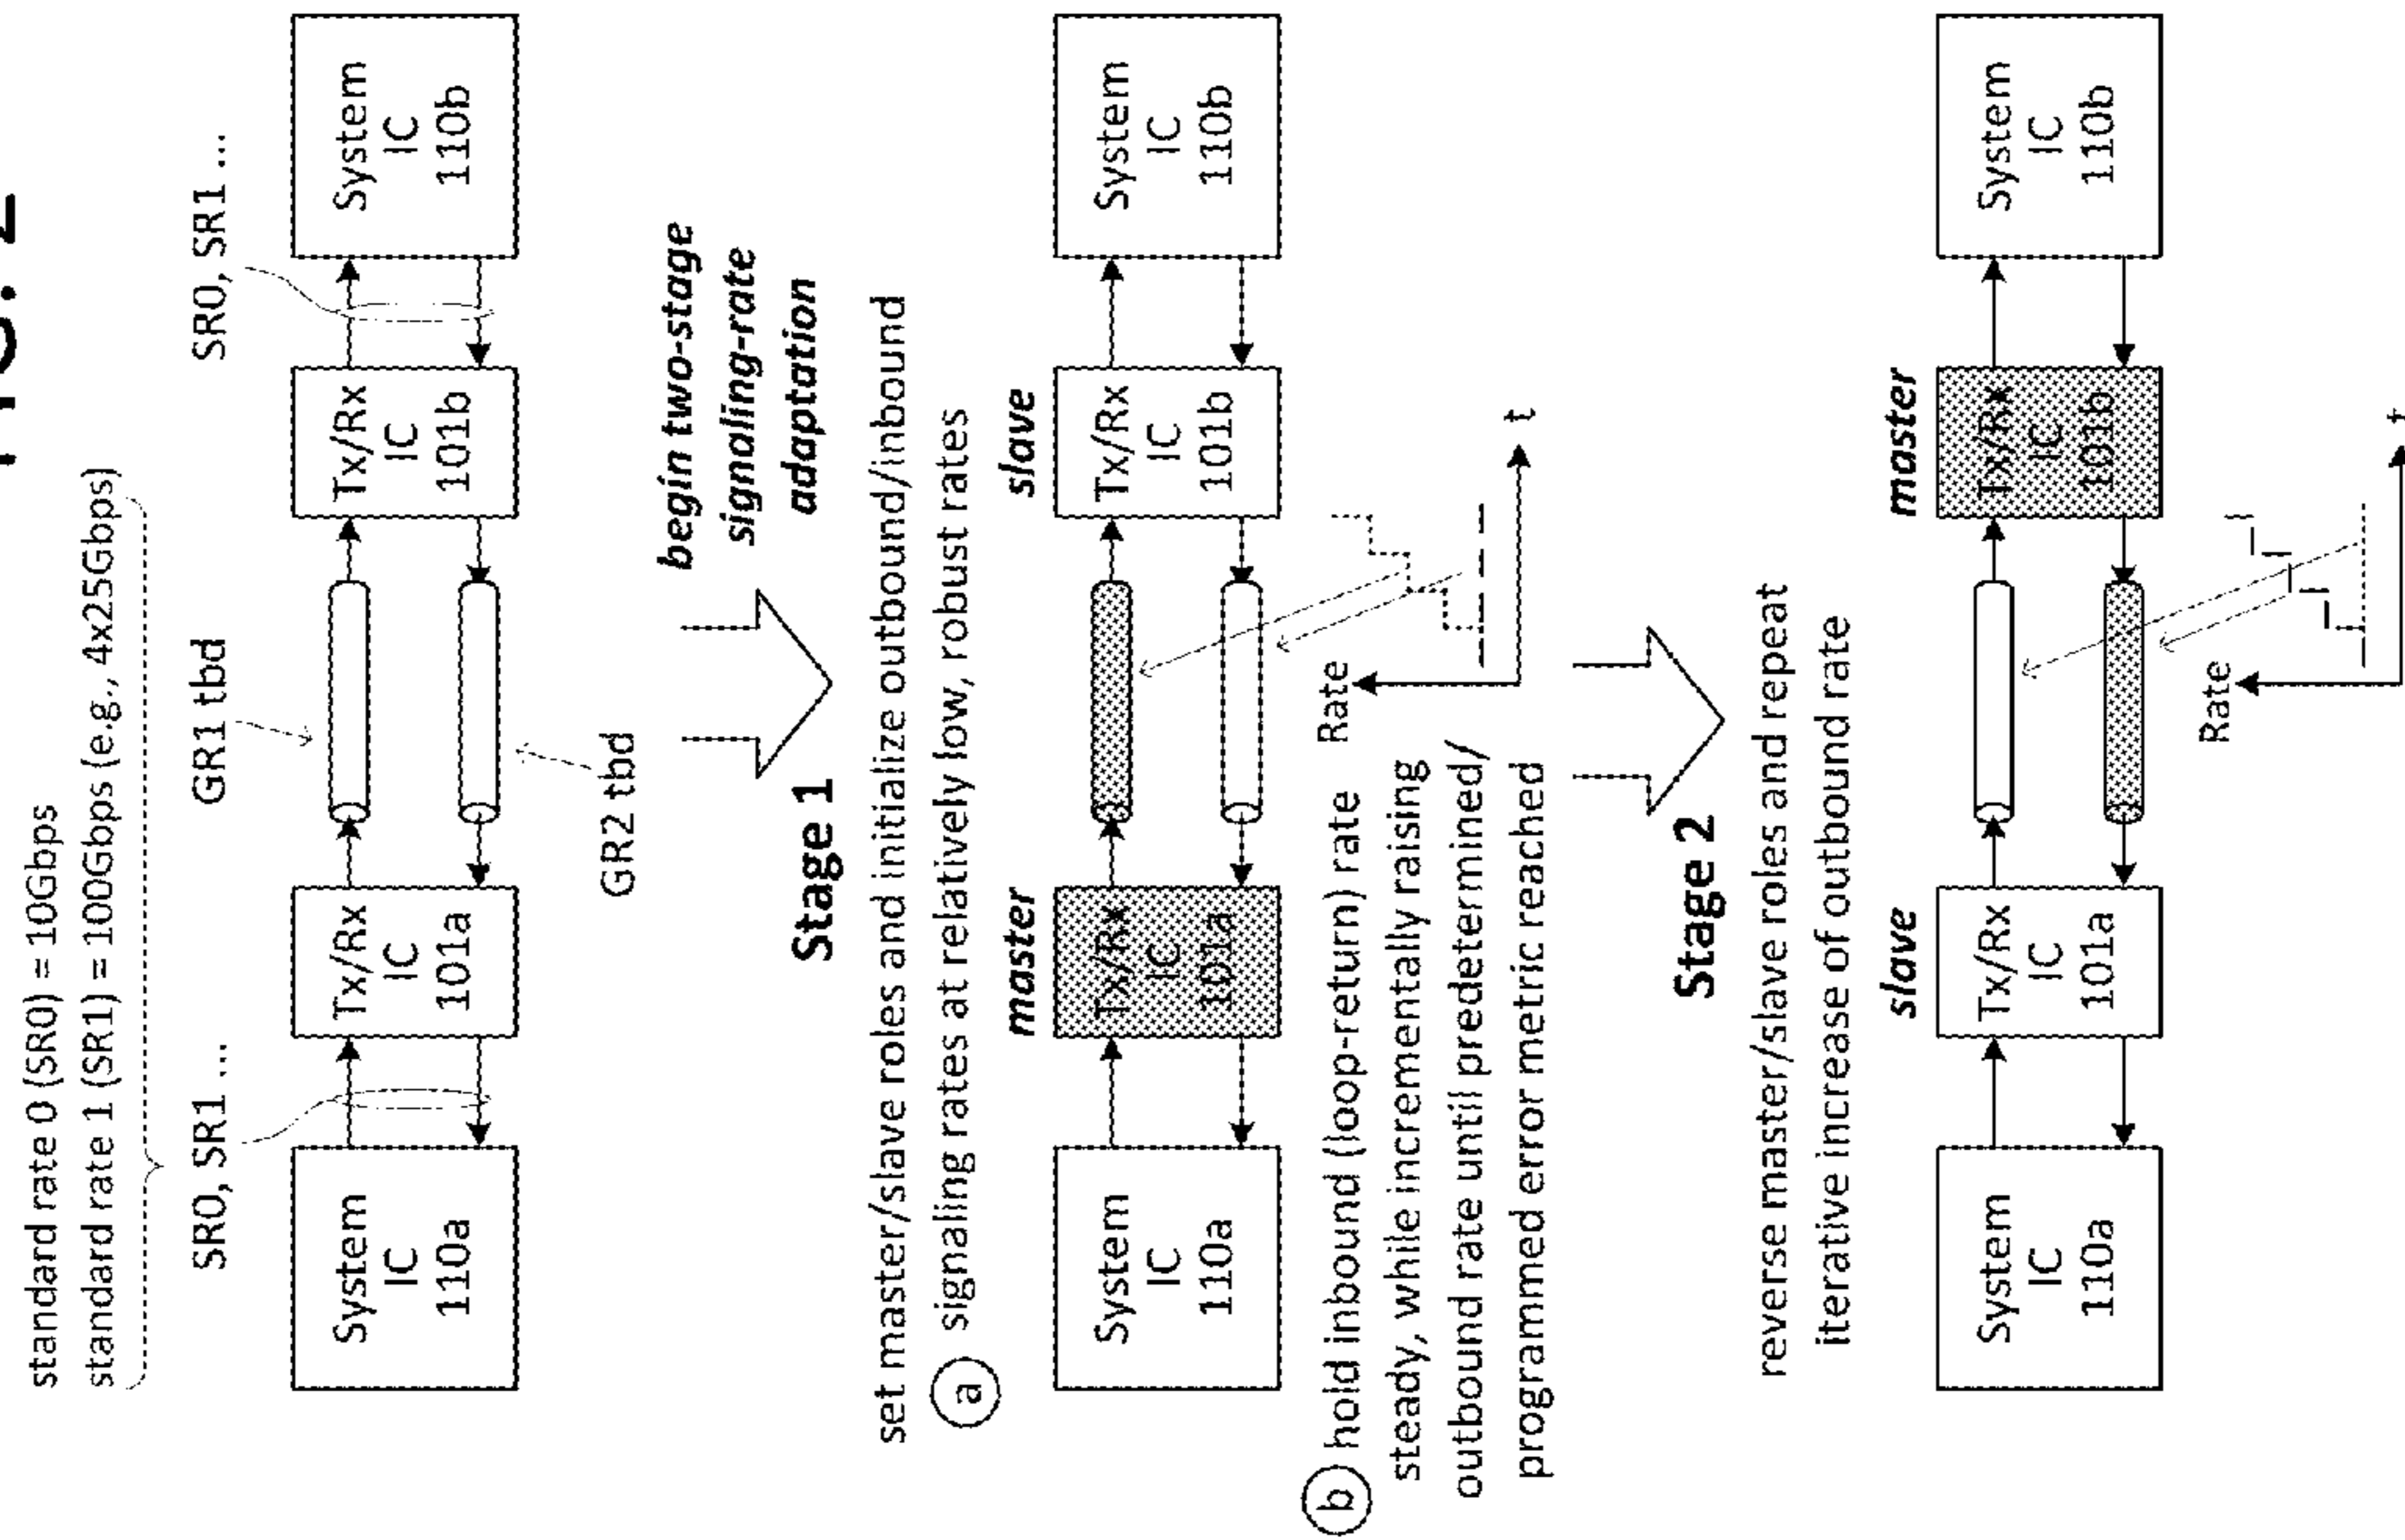 standard rate 0 (SR0) = 10Gbps
standard rate 1 (SR1) = 100Gbps (e.g., 4x25Gbps)
SR0, SR1 ...
GR1 tbd
SR0, SR1 ...
System
IC
110a
Tx/Rx
IC
101a
Tx/Rx
IC
101b
System
IC
110b
GR2 tbd
begin two-stage
signaling-rate
adaptation
Stage 1
set master/slave roles and initialize outbound/inbound
a signaling rates at relatively low, robust rates
master
slave
System
IC
110a
Tx/Rx
IC
101a
Tx/Rx
IC
101b
System
IC
110b
b hold inbound (loop-return) rate
steady, while incrementally raising
outbound rate until predetermined/
programmed error metric reached
Rate
t
Stage 2
reverse master/slave roles and repeat
iterative increase of outbound rate
slave
master
System
IC
110a
Tx/Rx
IC
101a
Tx/Rx
IC
101b
System
IC
110b
Rate
t